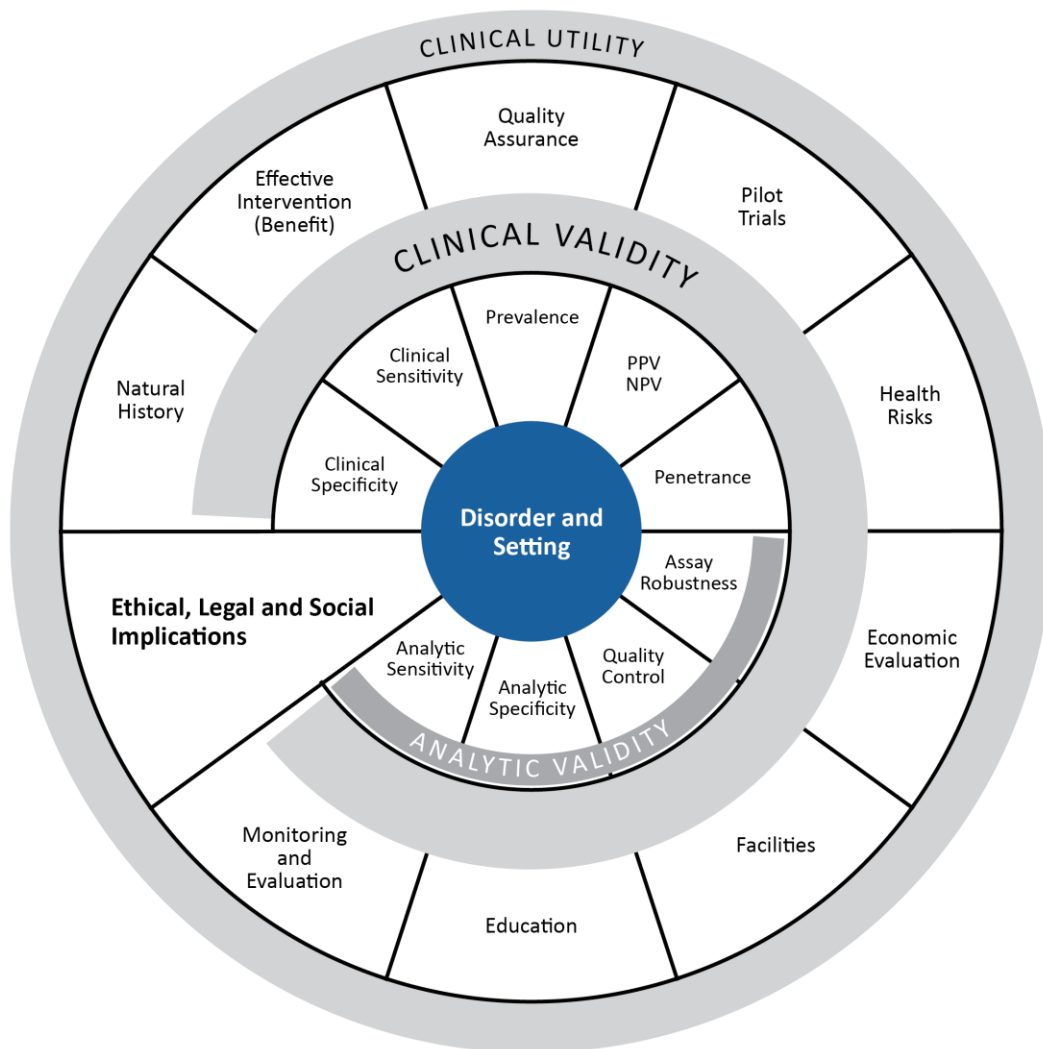 CLINICAL UTILITY
Quality
Assurance
Effective
Intervention
(Benefit)
Pilot
Trials
CLINICAL VALIDITY
Prevalence
Clinical
Sensitivity
PPV
NPV
Natural
History
Health
Risks
Clinical
Specificity
Penetrance
Disorder and
Setting
Assay
Robustness
Ethical, Legal and Social
Implications
Economic
Evaluation
Analytic
Sensitivity
Analytic
Specificity
Quality
Control
ANALYTIC VALIDITY
Monitoring
and
Evaluation
Facilities
Education